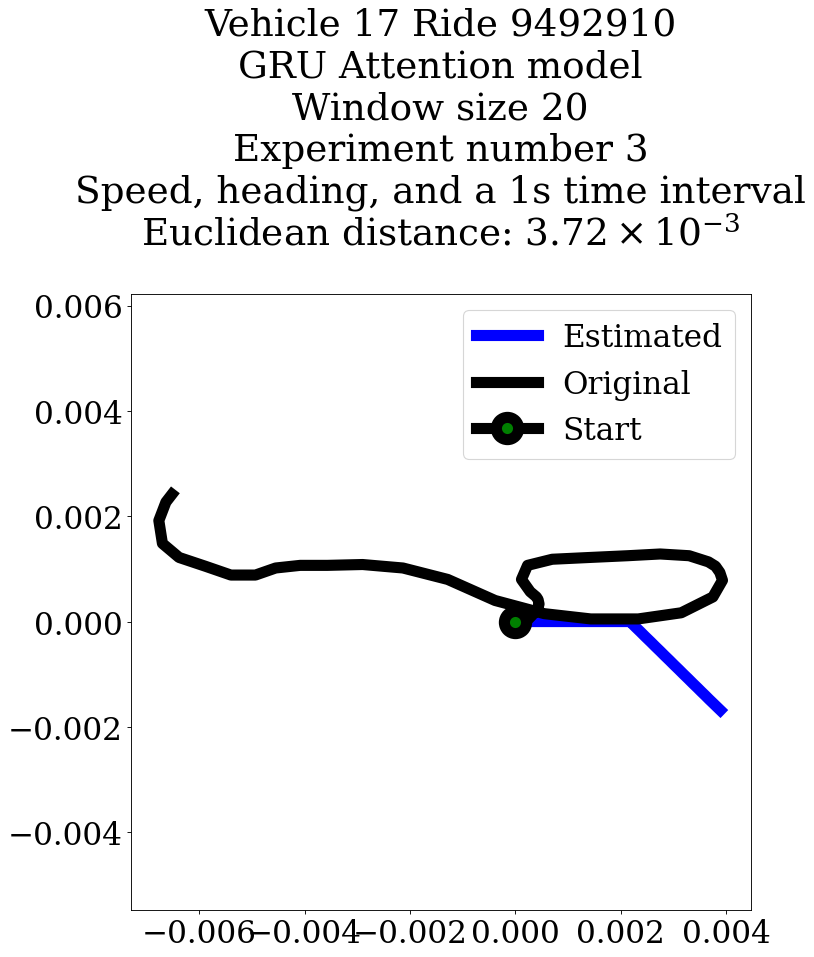 Vehicle 17 Ride 9492910
GRU Attention model
Window size 20
Experiment number 3
Speed, heading, and a 1s time interval
Euclidean distance: 3.72 × 10⁻³
0.006
Estimated
Original
Start
0.004
0.002
0.000
−0.002
−0.004
−0.006 −0.004 −0.002 0.000 0.002 0.004